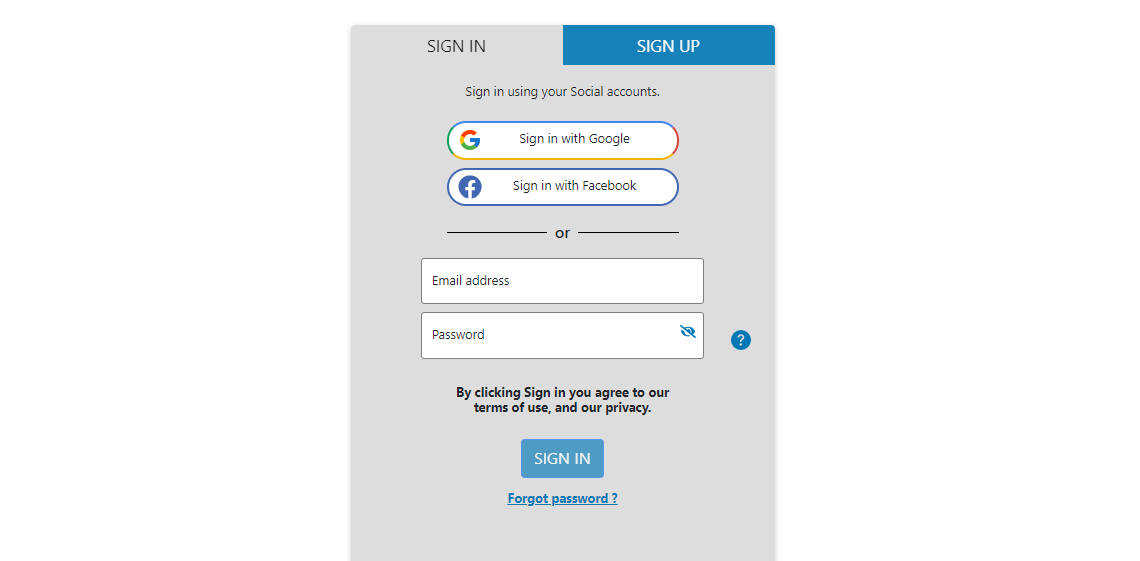 SIGN IN
SIGN UP
Sign in using your Social accounts.
Sign in with Google
Sign in with Facebook
or
Email address
Password
?
By clicking Sign in you agree to our
terms of use, and our privacy.
SIGN IN
Forgot password ?